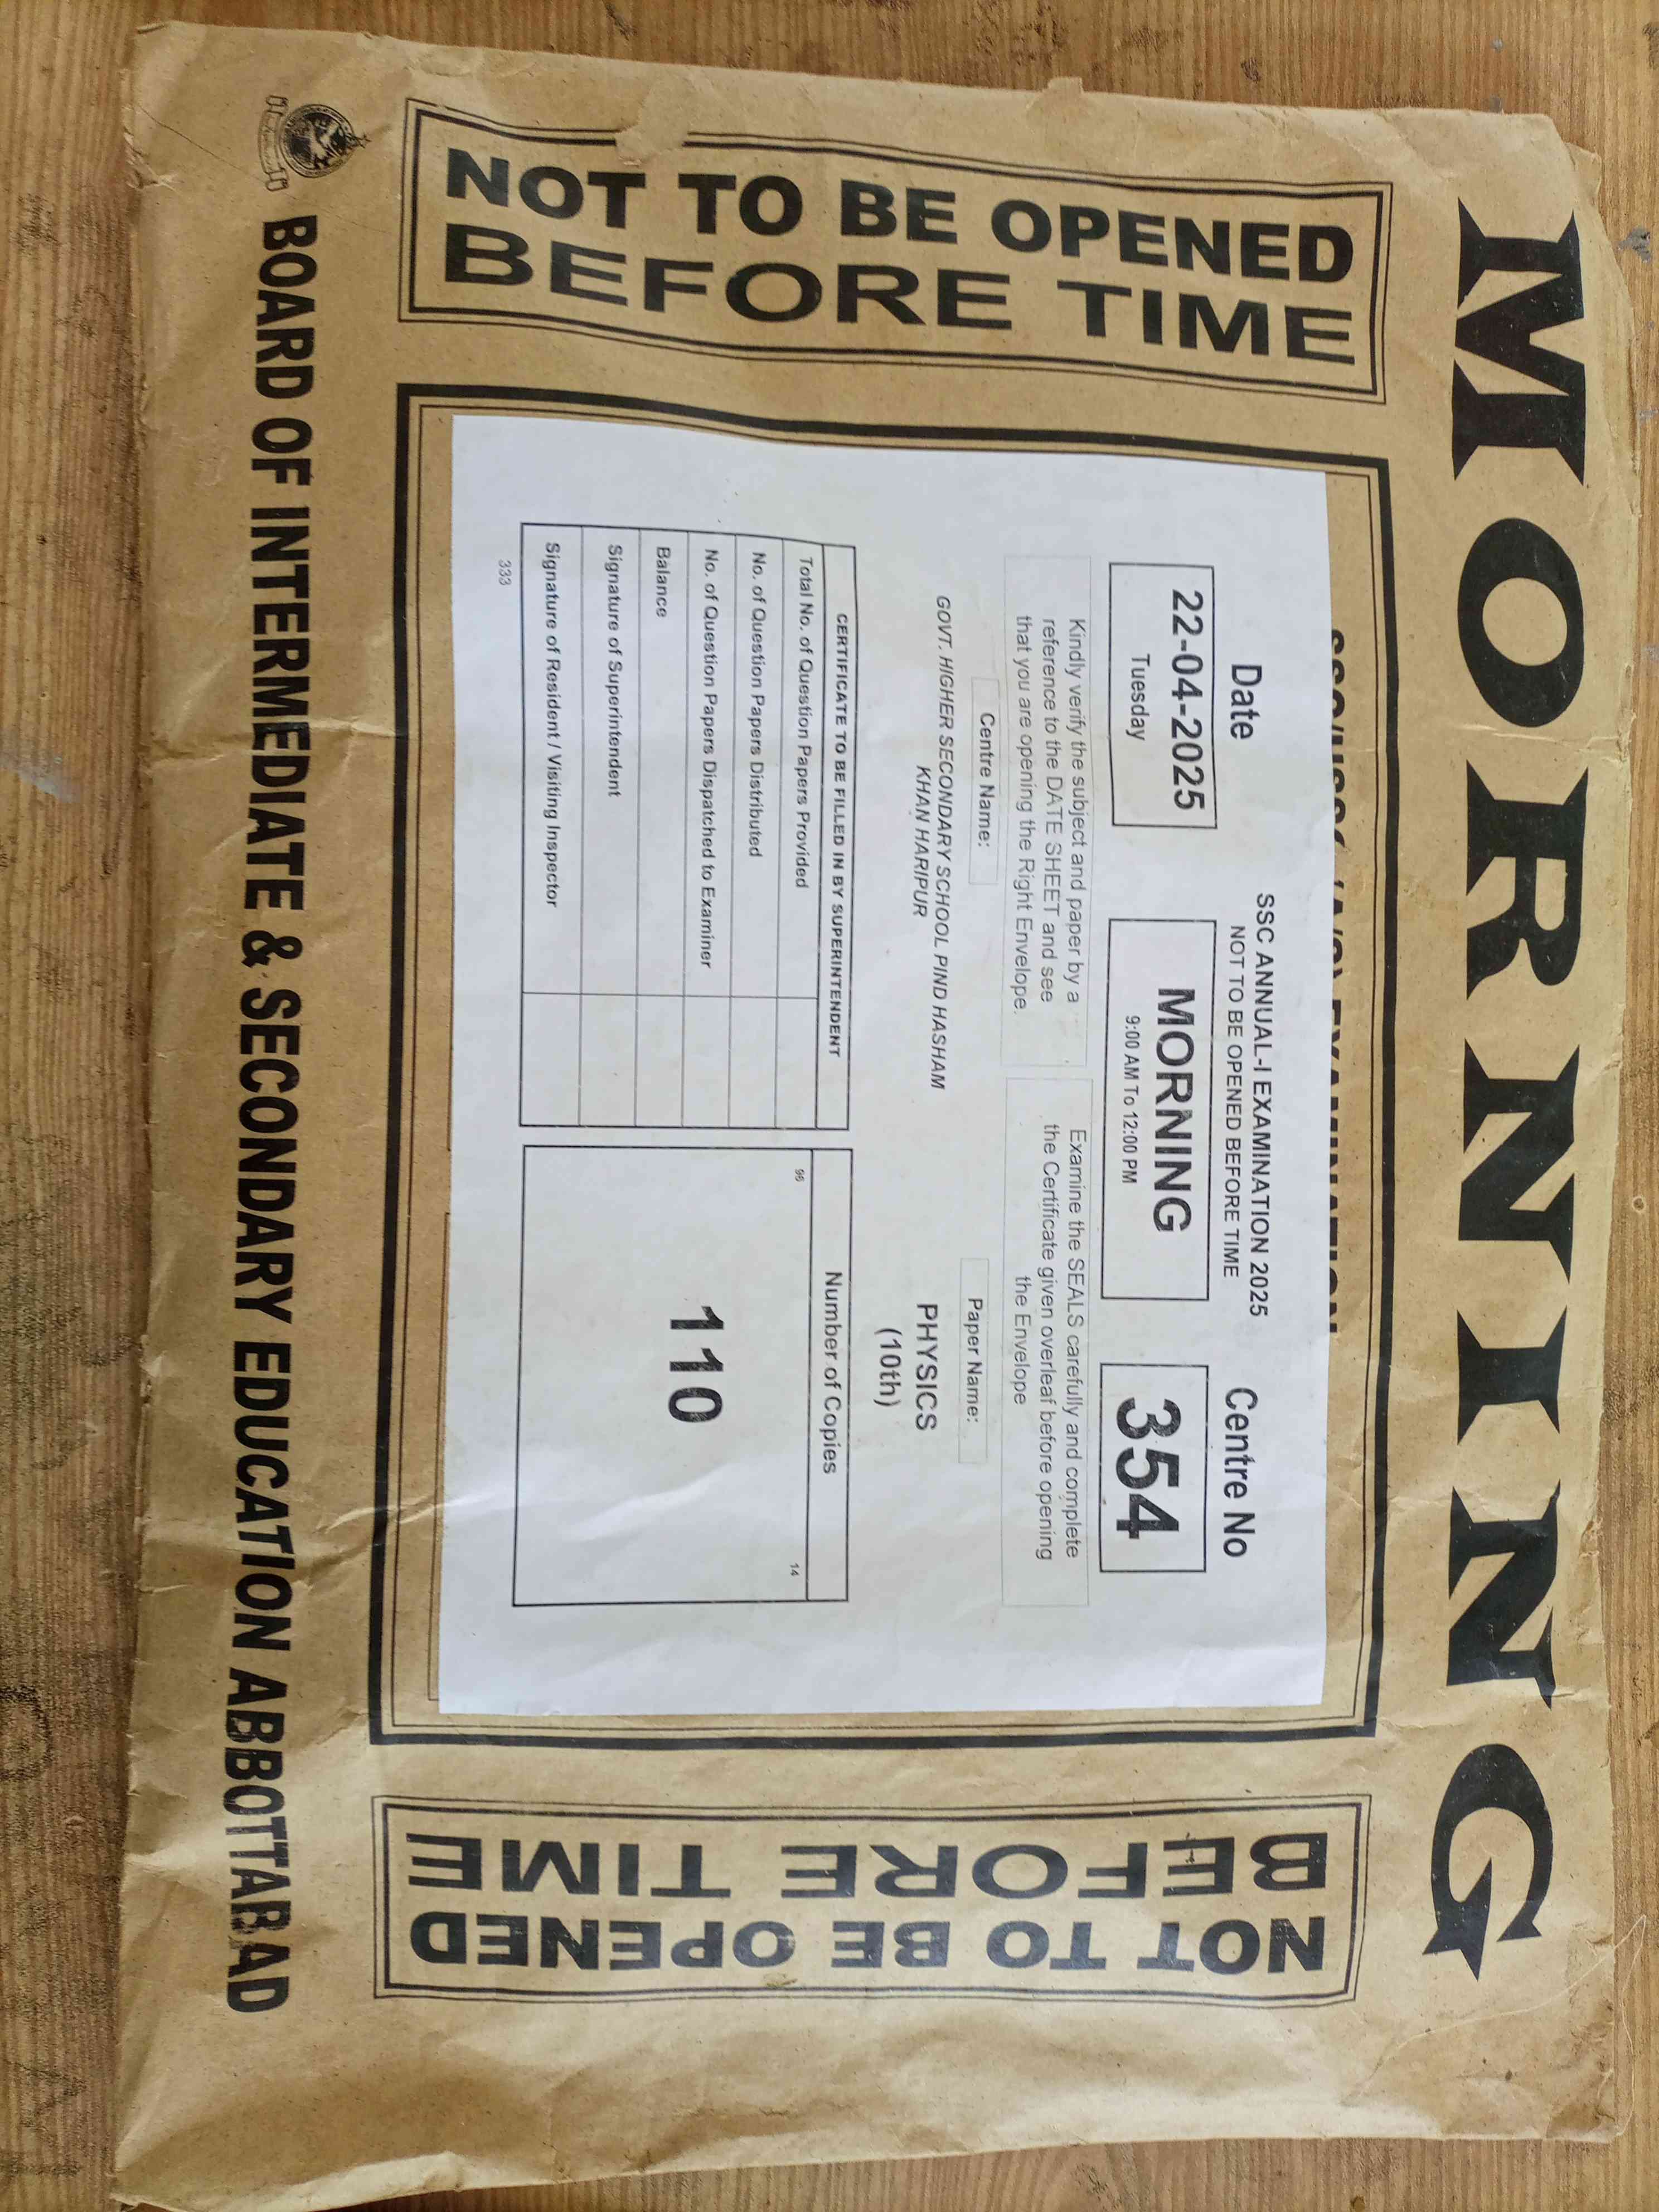 MORNING
NOT TO BE OPENED
BEFORE TIME
SSC ANNUAL-I EXAMINATION 2025
NOT TO BE OPENED BEFORE TIME
Date
22-04-2025
Tuesday
MORNING
9:00 AM To 12:00 PM
Centre No
354
Kindly verify the subject and paper by a
reference to the DATE SHEET and see
that you are opening the Right Envelope.
Examine the SEALS carefully and complete
the Certificate given overleaf before opening
the Envelope
Centre Name:
GOVT. HIGHER SECONDARY SCHOOL PIND HASHAM
KHAN HARIPUR
Paper Name:
PHYSICS
(10th)
CERTIFICATE TO BE FILLED IN BY SUPERINTENDENT
Total No. of Question Papers Provided
No. of Question Papers Distributed
No. of Question Papers Dispatched to Examiner
Balance
Signature of Superintendent
Signature of Resident / Visiting Inspector
333
Number of Copies
96
14
110
NOT TO BE OPENED
BEFORE TIME
BOARD OF INTERMEDIATE & SECONDARY EDUCATION ABBOTTABAD